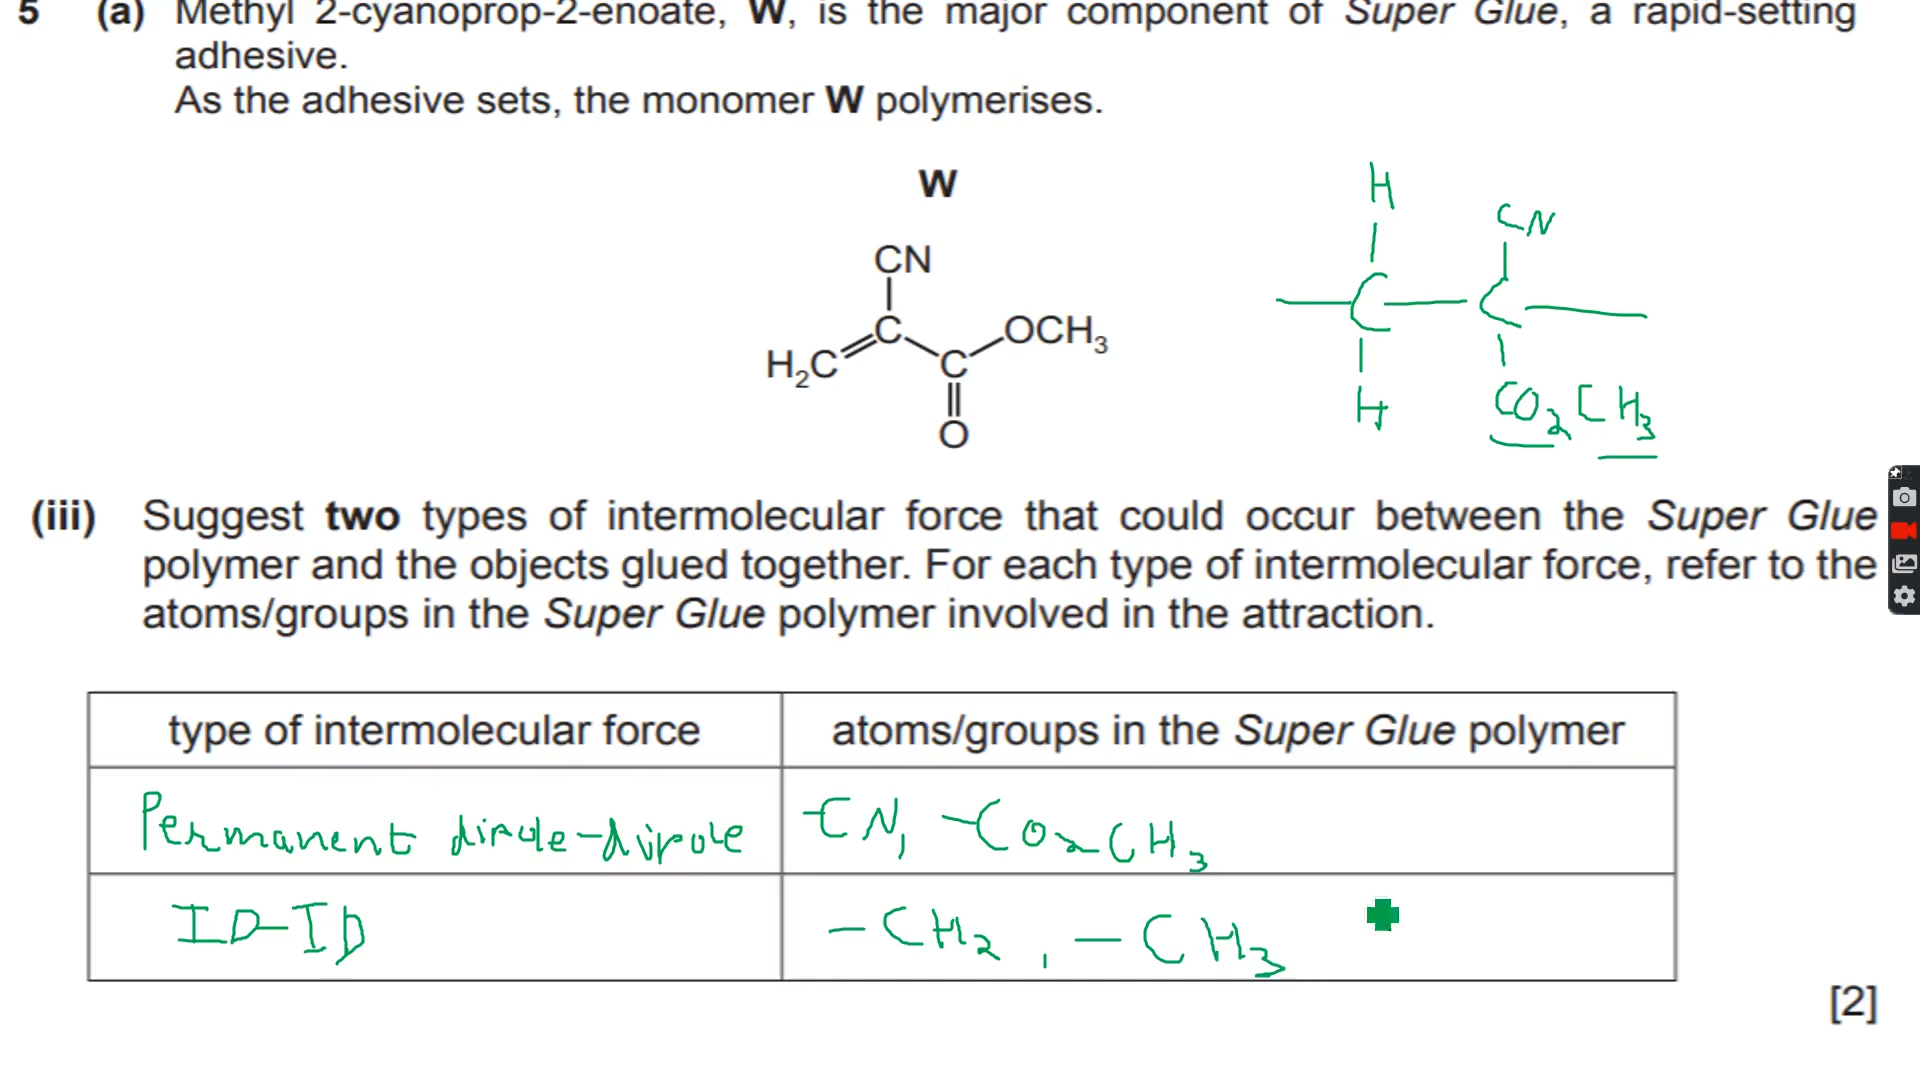 5 (a) Methyl 2-cyanoprop-2-enoate, W, is the major component of Super Glue, a rapid-setting
adhesive.
As the adhesive sets, the monomer W polymerises.
W
CN
C
OCH3
H2C
C
O
H
CN
C
C
H
CO2CH3
(iii) Suggest two types of intermolecular force that could occur between the Super Glue
polymer and the objects glued together. For each type of intermolecular force, refer to the
atoms/groups in the Super Glue polymer involved in the attraction.
type of intermolecular force
atoms/groups in the Super Glue polymer
Permanent dipole-dipole
-CN, -CO2CH3
ID-ID
-CH2, -CH3
[2]